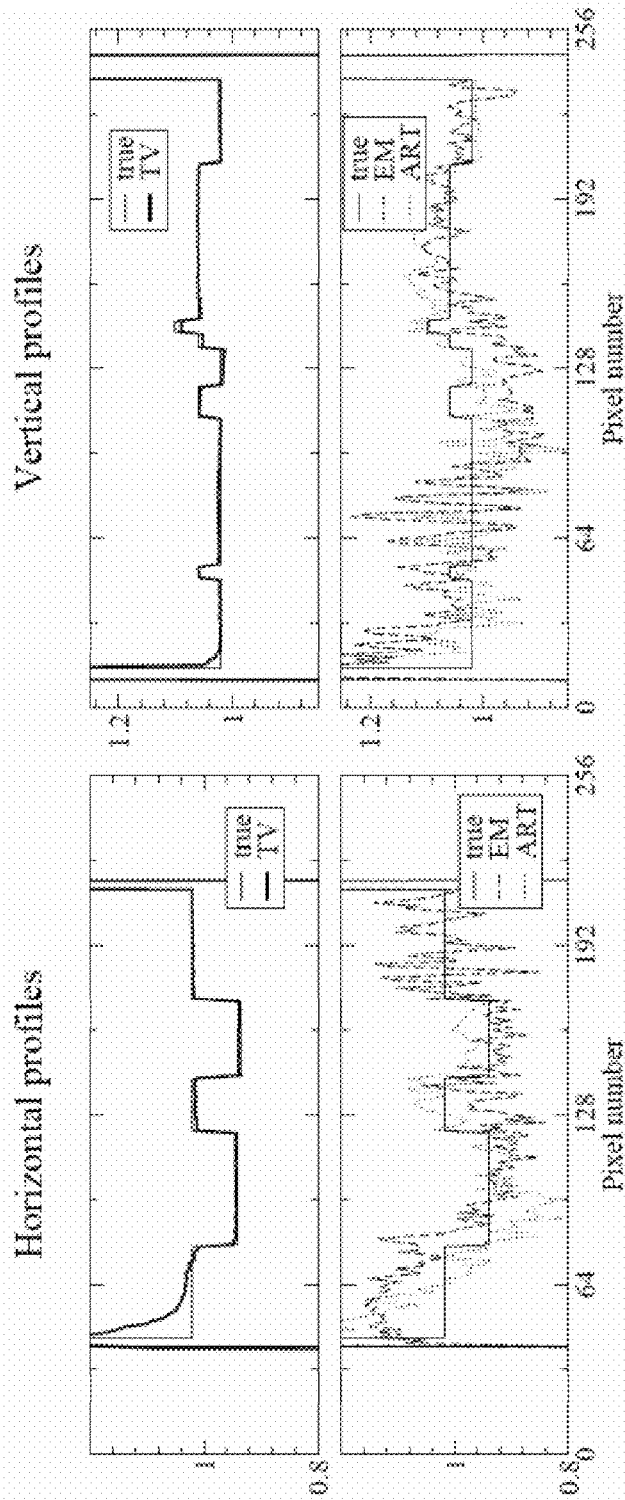 Horizontal profiles
Vertical profiles
1
0.8
true
TV
1.2
1
true
TV
1
0.8
true
EM
ART
1.2
1
true
EM
ART
0
64
128
192
256
0
64
128
192
256
Pixel number
Pixel number